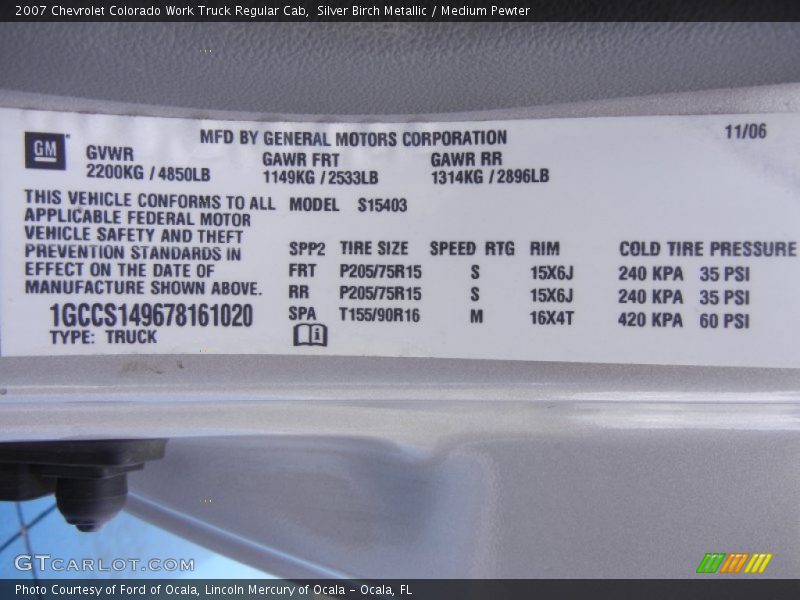 2007 Chevrolet Colorado Work Truck Regular Cab,  Silver Birch Metallic / Medium Pewter
MFD BY GENERAL MOTORS CORPORATION
11/06
GM
GVWR
GAWR FRT
GAWR RR
2200KG / 4850LB
1149KG / 2533LB
1314KG / 2896LB
THIS VEHICLE CONFORMS TO ALL
APPLICABLE FEDERAL MOTOR
VEHICLE SAFETY AND THEFT
PREVENTION STANDARDS IN
EFFECT ON THE DATE OF
MANUFACTURE SHOWN ABOVE.
1GCCS149678161020
TYPE: TRUCK
MODEL S15403
SPP2 TIRE SIZE SPEED RTG RIM COLD TIRE PRESSURE
FRT P205/75R15 S 15X6J 240 KPA 35 PSI
RR P205/75R15 S 15X6J 240 KPA 35 PSI
SPA T155/90R16 M 16X4T 420 KPA 60 PSI
GTCARLOT.COM
Photo Courtesy of Ford of Ocala, Lincoln Mercury of Ocala - Ocala, FL